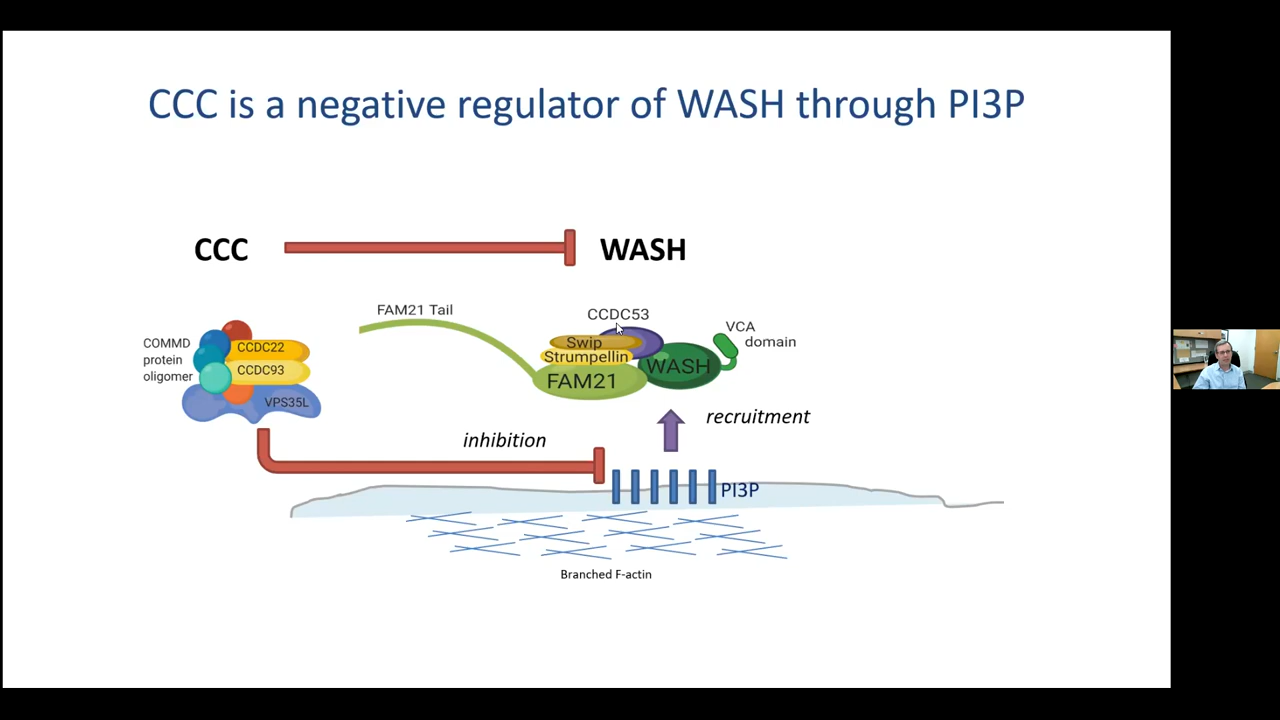 CCC is a negative regulator of WASH through PI3P
CCC
WASH
FAM21 Tail
CCDC53
VCA
domain
COMMD
protein
oligomer
CCDC22
CCDC93
VPS35L
Swip
Strumpellin
FAM21
WASH
recruitment
inhibition
PI3P
Branched F-actin